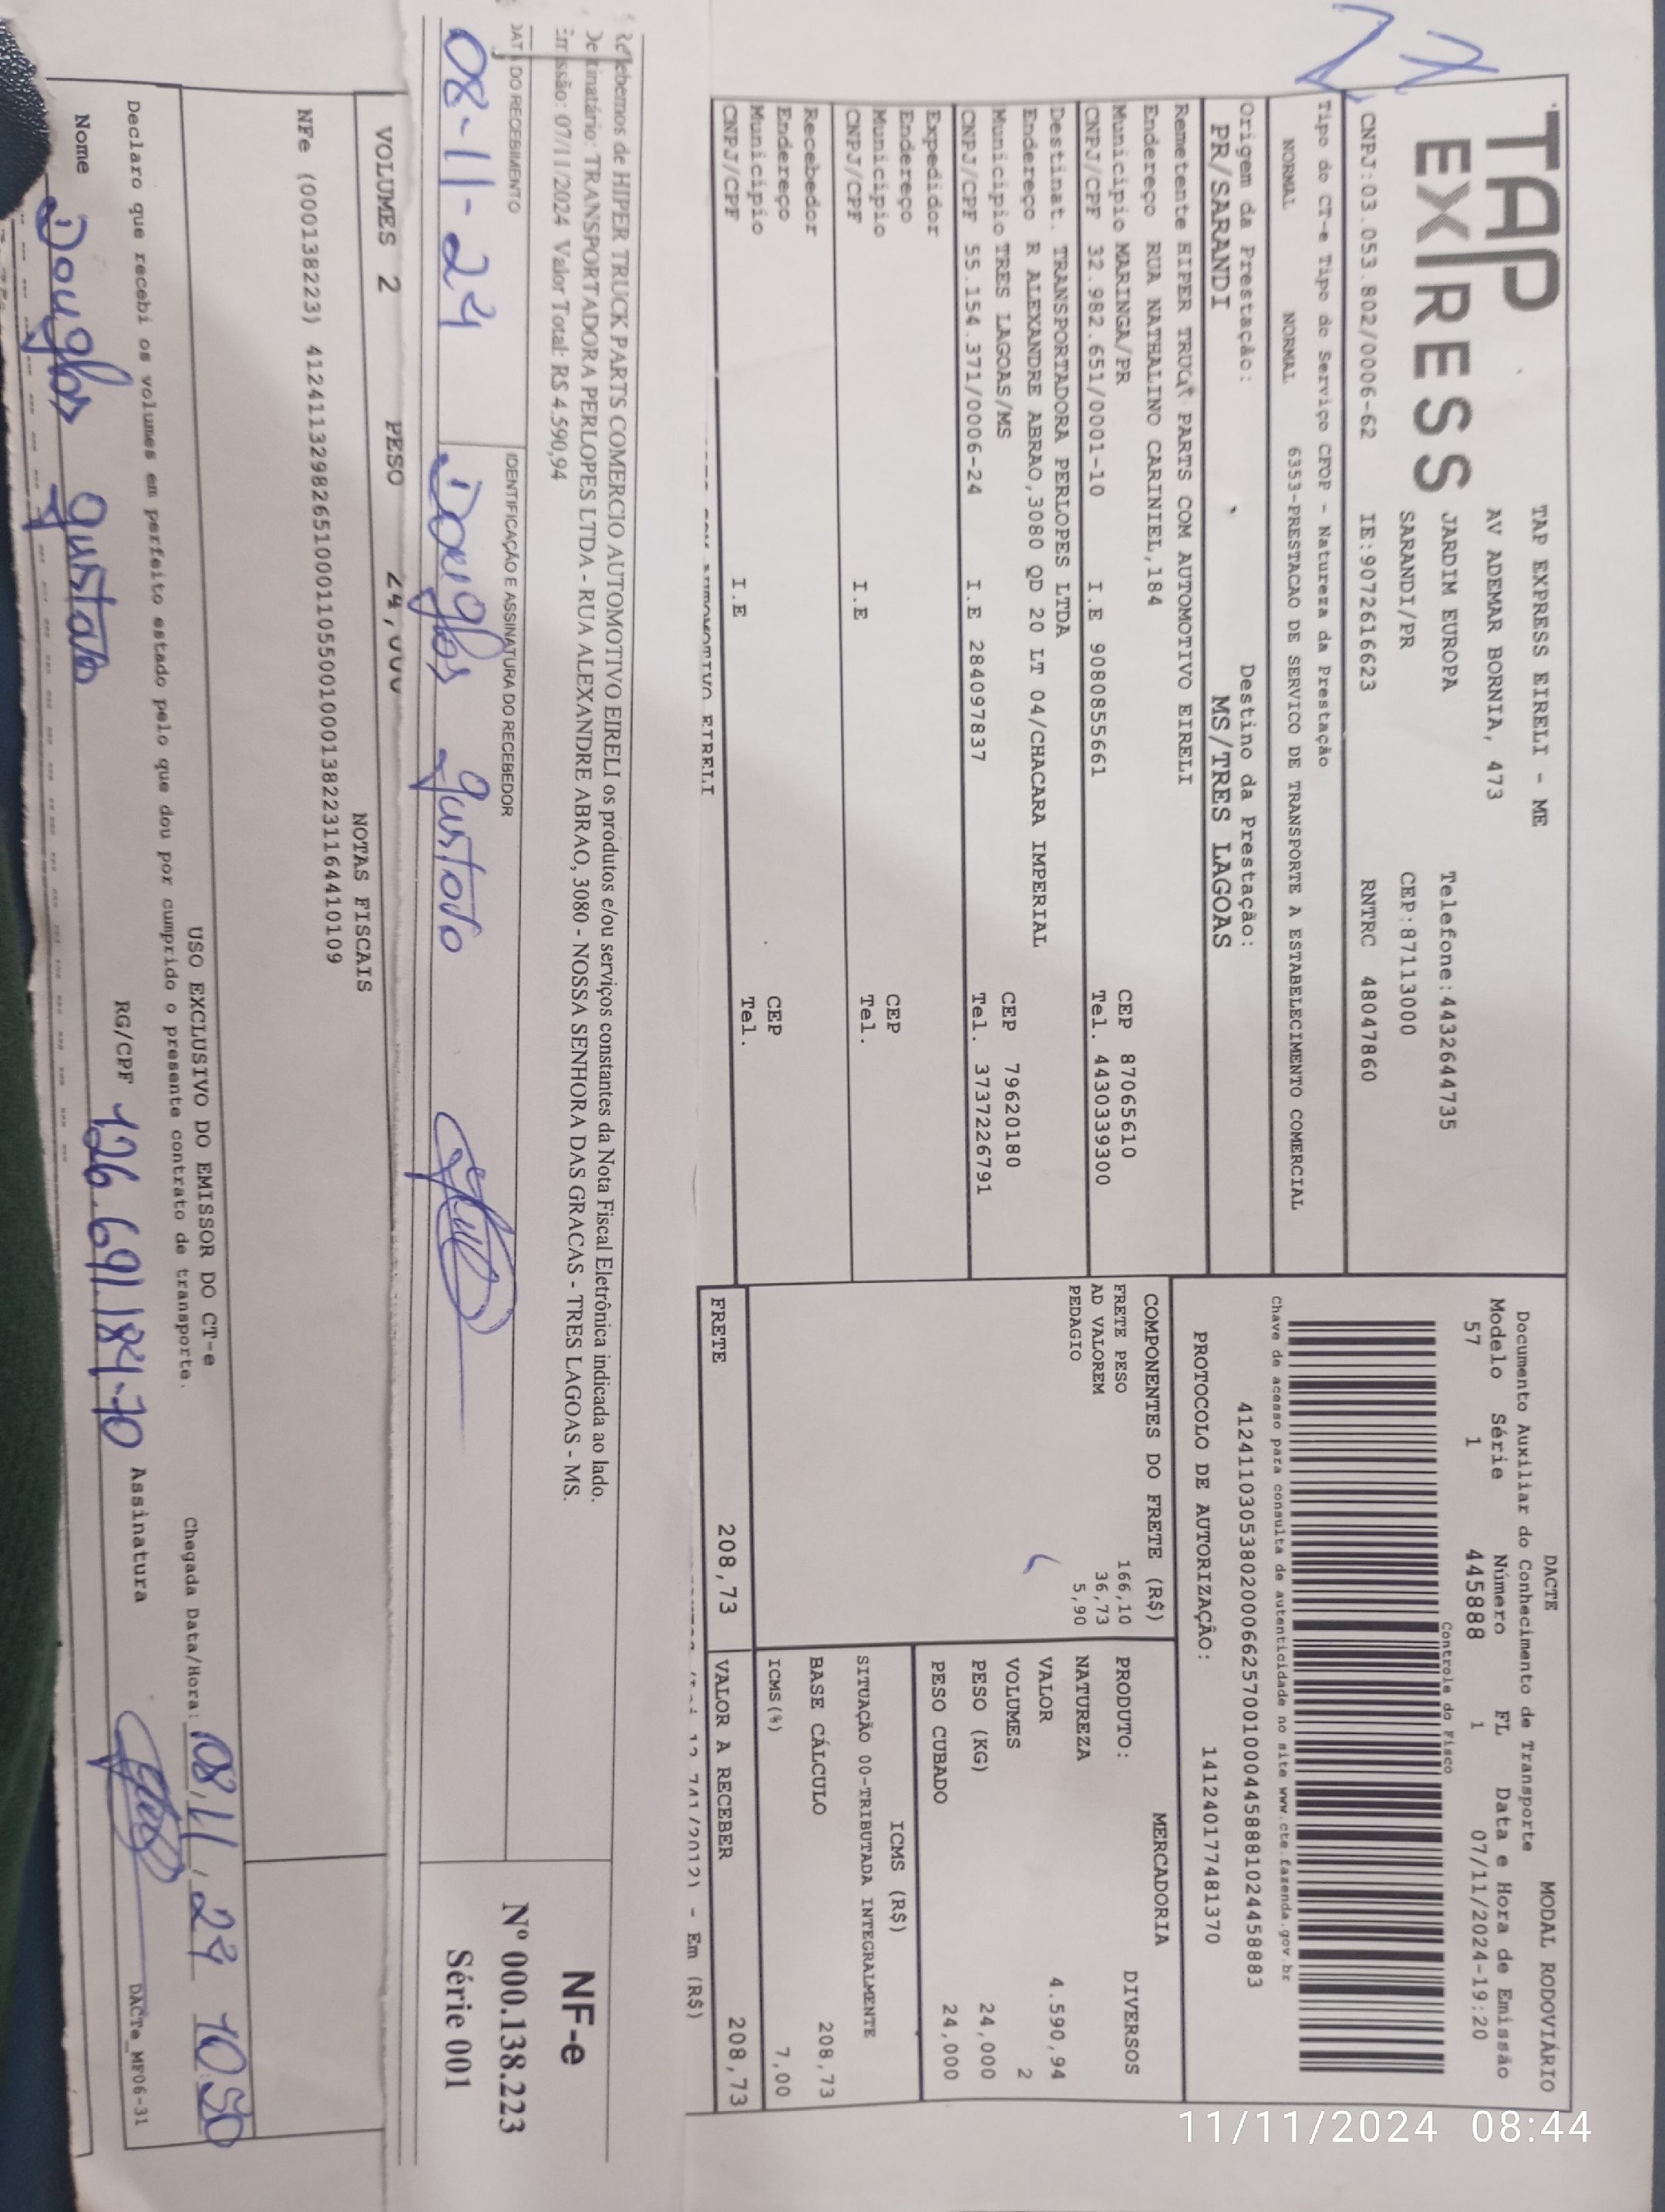 TAP EXPRESS
TAP EXPRESS EIRELI - ME
AV ADEMAR BORNIA, 473
JARDIM EUROPA Telefone:4432644735
SARANDI/PR CEP:87113000
CNPJ:03.053.802/0006-62 IE:9072616623 RNTRC 48047860
Tipo do CT-e Tipo do Serviço CFOP - Natureza da Prestação
NORMAL NORMAL 6353-PRESTACAO DE SERVICO DE TRANSPORTE A ESTABELECIMENTO COMERCIAL
Origem da Prestação: Destino da Prestação:
PR/SARANDI MS/TRES LAGOAS
DACTE MODAL RODOVIÁRIO
Documento Auxiliar do Conhecimento de Transporte
Modelo Série Número FL Data e Hora de Emissão
57 1 445888 1 07/11/2024-19:20
Controle do Fisco
Chave de acesso para consulta de autenticidade no site www.cte.fazenda.gov.br
41241103053802000662570010004458881024458883
PROTOCOLO DE AUTORIZAÇÃO: 141240177481370
Remetente HIPER TRUCK PARTS COM AUTOMOTIVO EIRELI
Endereço RUA NATHALINO CARINIEL,184
Município MARINGA/PR CEP 87065610
CNPJ/CPF 32.982.651/0001-10 I.E 9080855661 Tel. 4430339300
Destinat. TRANSPORTADORA PERLOPES LTDA
Endereço R ALEXANDRE ABRAO,3080 QD 20 LT 04/CHACARA IMPERIAL
Município TRES LAGOAS/MS CEP 79620180
CNPJ/CPF 55.154.371/0006-24 I.E 284097837 Tel. 3737226791
Expedidor
Endereço
Município CEP
CNPJ/CPF I.E Tel.
Recebedor
Endereço
Município CEP
CNPJ/CPF I.E Tel.
COMPONENTES DO FRETE (R$)
FRETE PESO 166,10
AD VALOREM 36,73
PEDAGIO 5,90
MERCADORIA
PRODUTO: DIVERSOS
NATUREZA
VALOR 4.590,94
VOLUMES 2
PESO (KG) 24,000
PESO CUBADO 24,000
ICMS (R$)
SITUAÇÃO 00-TRIBUTADA INTEGRALMENTE
BASE CÁLCULO 208,73
ICMS(%) 7,00
FRETE 208,73 VALOR A RECEBER 208,73
EIRELI 12.741/2012) - Em (R$)
Recebemos de HIPER TRUCK PARTS COMERCIO AUTOMOTIVO EIRELI os produtos e/ou serviços constantes da Nota Fiscal Eletrônica indicada ao lado.
Destinatário: TRANSPORTADORA PERLOPES LTDA - RUA ALEXANDRE ABRAO, 3080 - NOSSA SENHORA DAS GRACAS - TRES LAGOAS - MS.
Emissão: 07/11/2024 Valor Total: R$ 4.590,94
DATA DO RECEBIMENTO IDENTIFICAÇÃO E ASSINATURA DO RECEBEDOR
08-11-24 Douglas gustavo
NF-e
Nº 000.138.223
Série 001
VOLUMES 2 PESO 24,000
NOTAS FISCAIS
NFe (000138223) 41241132982651000110550010001382231164410109
USO EXCLUSIVO DO EMISSOR DO CT-e
Chegada Data/Hora: 08/11/24 1050
Declaro que recebi os volumes em perfeito estado pelo que dou por cumprido o presente contrato de transporte.
Nome Douglas gustavo RG/CPF 126.691.184-70 Assinatura
DACTe_MF06-31
11/11/2024 08:44